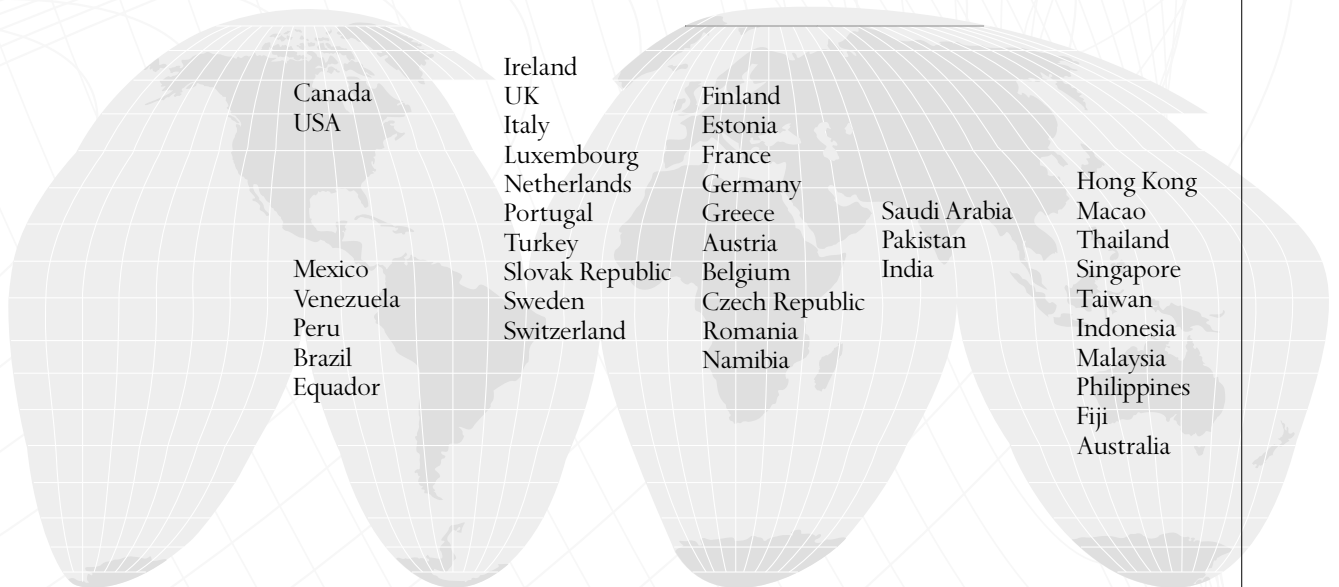 Canada
USA
Mexico
Venezuela
Peru
Brazil
Equador
Ireland
UK
Italy
Luxembourg
Netherlands
Portugal
Turkey
Slovak Republic
Sweden
Switzerland
Finland
Estonia
France
Germany
Greece
Austria
Belgium
Czech Republic
Romania
Namibia
Saudi Arabia
Pakistan
India
Hong Kong
Macao
Thailand
Singapore
Taiwan
Indonesia
Malaysia
Philippines
Fiji
Australia